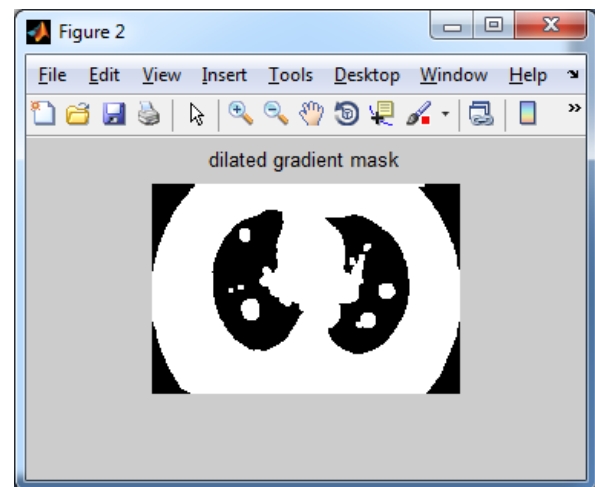 Figure 2
File Edit View Insert Tools Desktop Window Help
dilated gradient mask